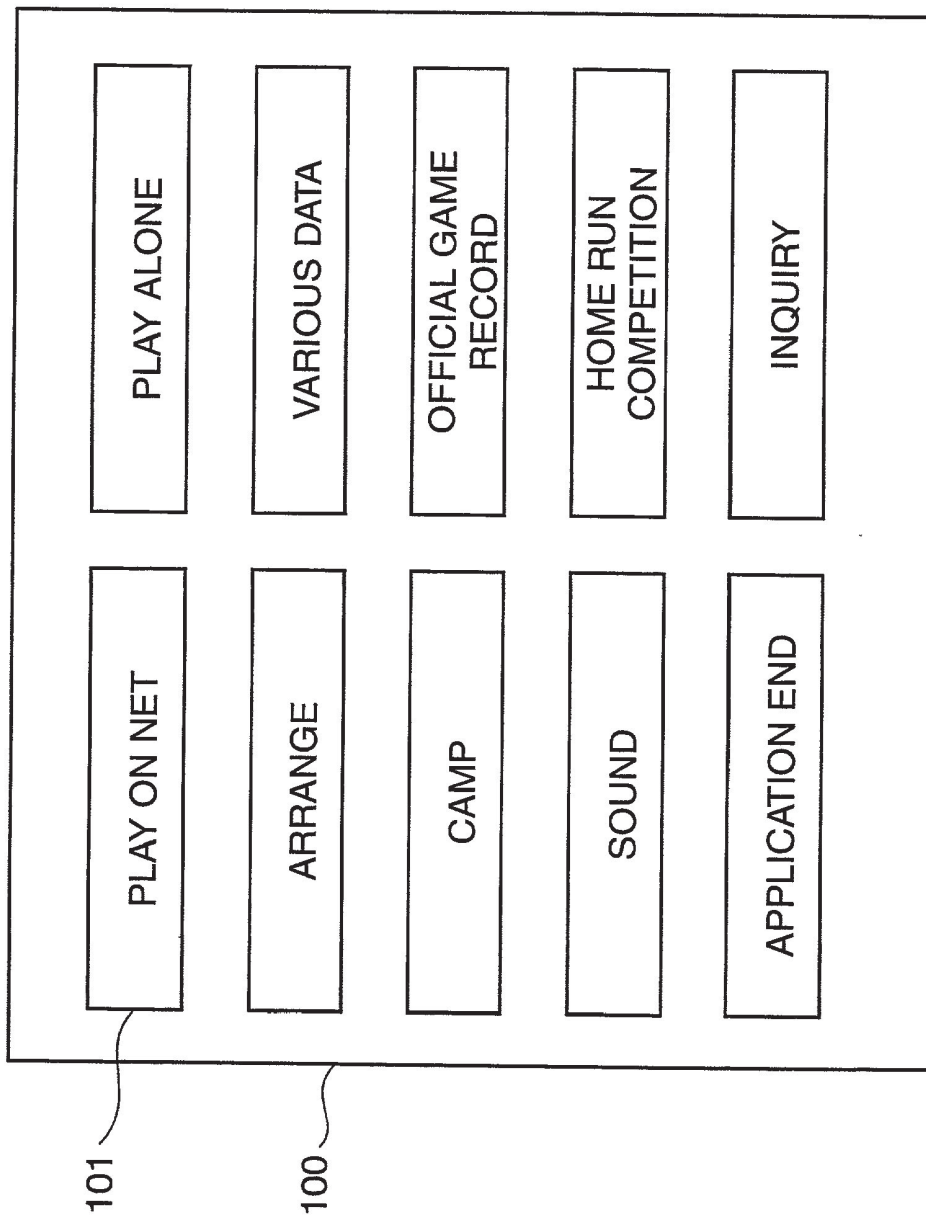 101
100
PLAY ON NET
PLAY ALONE
ARRANGE
VARIOUS DATA
CAMP
OFFICIAL GAME
RECORD
SOUND
HOME RUN
COMPETITION
APPLICATION END
INQUIRY